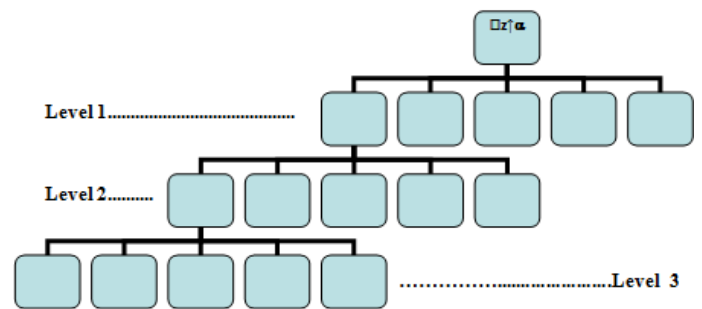 □z↑α
Level 1.........................................
Level 2..........
……………..........................Level 3